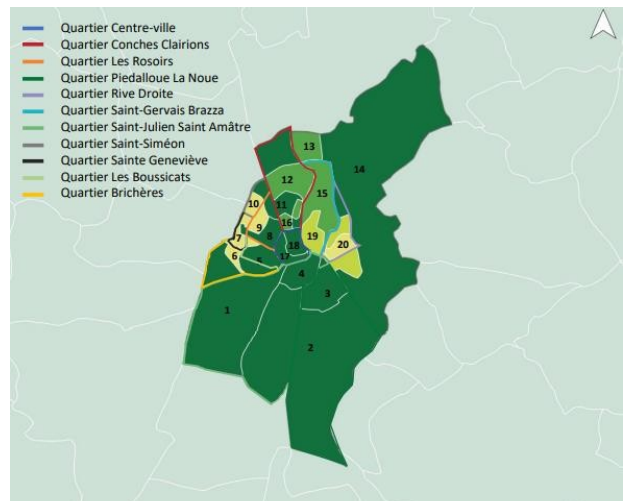 Quartier Centre-ville
Quartier Conches Clairions
Quartier Les Rosoirs
Quartier Piedalloue La Noue
Quartier Rive Droite
Quartier Saint-Gervais Brazza
Quartier Saint-Julien Saint Amâtre
Quartier Saint-Siméon
Quartier Sainte Geneviève
Quartier Les Boussicats
Quartier Brichères
13
14
12
15
10
11
16
9
8
19
20
7
18
6
5
17
4
3
1
2